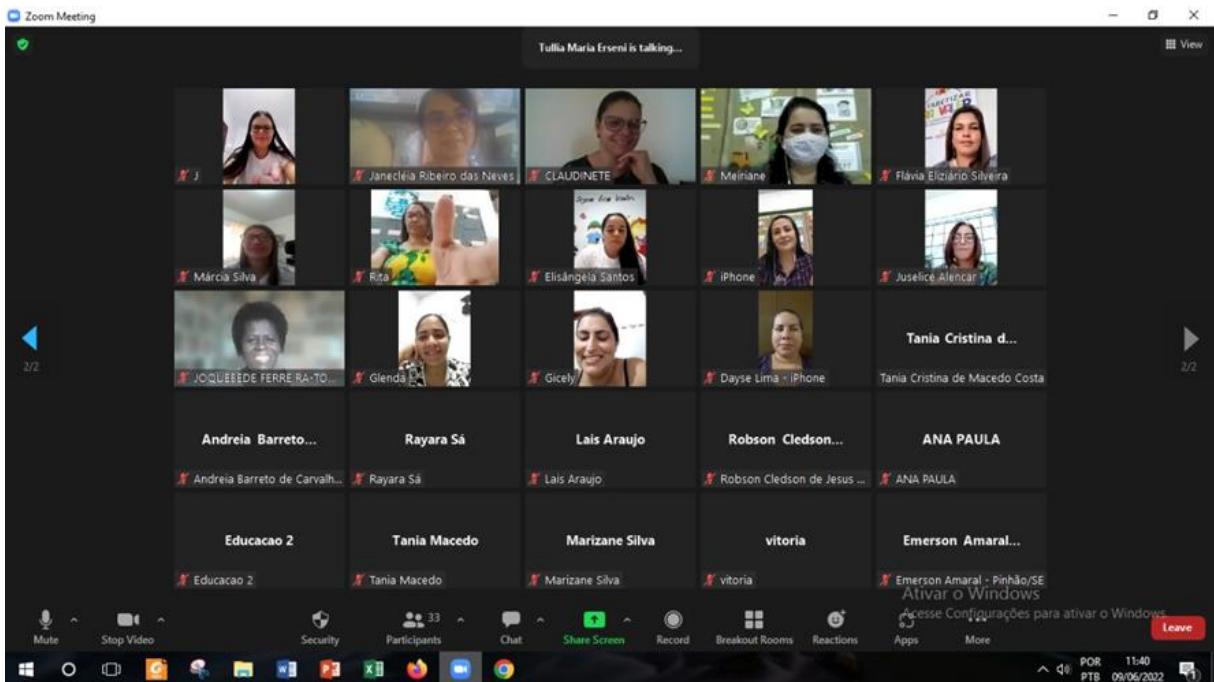 Zoom Meeting
Tullia Maria Erseni is talking...
View
J
Janecléia Ribeiro das Neves
CLAUDINETE
Meiriane
Flávia Eliziário Silveira
Márcia Silva
Rita
Elisângela Santos
iPhone
Juselice Alencar
2/2
JOQUEBEDE FERRE RA-TO...
Glenda
Gicely
Dayse Lima - iPhone
Tania Cristina d...
Tania Cristina de Macedo Costa
2/2
Andreia Barreto...
Rayara Sá
Lais Araujo
Robson Cledson...
ANA PAULA
Andreia Barreto de Carvalh...
Rayara Sá
Lais Araujo
Robson Cledson de Jesus ...
ANA PAULA
Educacao 2
Tania Macedo
Marizane Silva
vitoria
Emerson Amaral...
Educacao 2
Tania Macedo
Marizane Silva
vitoria
Emerson Amaral - Pinhão/SE
Ativar o Windows
Acesse Configurações para ativar o Windows.
Mute
Stop Video
Security
33
Participants
Chat
Share Screen
Record
Breakout Rooms
Reactions
Apps
More
Leave
POR
PTB
11:40
09/06/2022